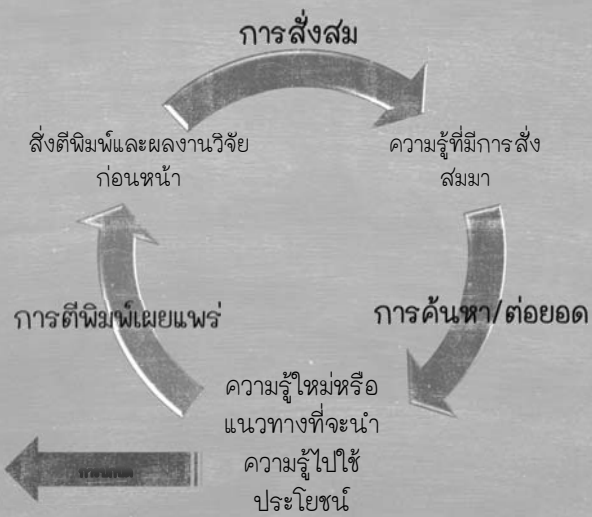 การสั่งสม
สิ่งตีพิมพ์และผลงานวิจัย
ก่อนหน้า
ความรู้ที่มีการสั่ง
สมมา
การตีพิมพ์เผยแพร่
การค้นหา/ต่อยอด
ความรู้ใหม่หรือ
แนวทางที่จะนำ
ความรู้ไปใช้
ประโยชน์